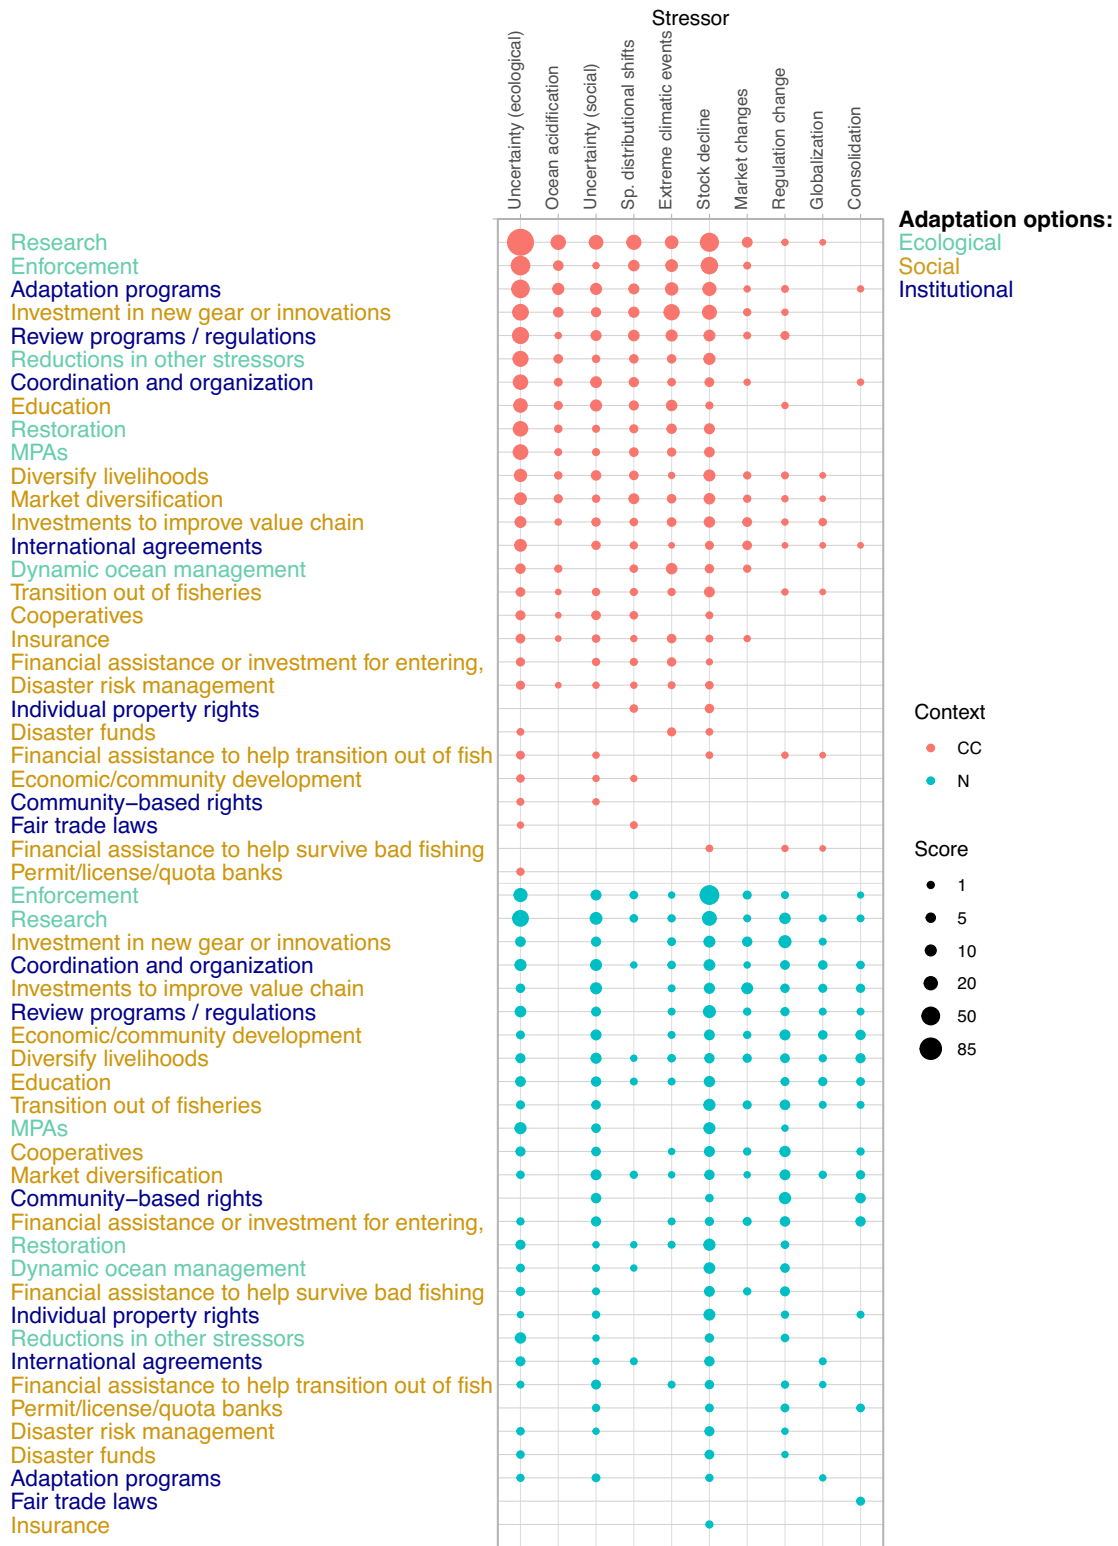 Stressor
Uncertainty (ecological)
Ocean acidification
Uncertainty (social)
Sp. distributional shifts
Extreme climatic events
Stock decline
Market changes
Regulation change
Globalization
Consolidation
Adaptation options:
Ecological
Social
Institutional
Research
Enforcement
Adaptation programs
Investment in new gear or innovations
Review programs / regulations
Reductions in other stressors
Coordination and organization
Education
Restoration
MPAs
Diversify livelihoods
Market diversification
Investments to improve value chain
International agreements
Dynamic ocean management
Transition out of fisheries
Cooperatives
Insurance
Financial assistance or investment for entering,
Disaster risk management
Individual property rights
Disaster funds
Financial assistance to help transition out of fish
Economic/community development
Community−based rights
Fair trade laws
Financial assistance to help survive bad fishing
Permit/license/quota banks
Enforcement
Research
Investment in new gear or innovations
Coordination and organization
Investments to improve value chain
Review programs / regulations
Economic/community development
Diversify livelihoods
Education
Transition out of fisheries
MPAs
Cooperatives
Market diversification
Community−based rights
Financial assistance or investment for entering,
Restoration
Dynamic ocean management
Financial assistance to help survive bad fishing
Individual property rights
Reductions in other stressors
International agreements
Financial assistance to help transition out of fish
Permit/license/quota banks
Disaster risk management
Disaster funds
Adaptation programs
Fair trade laws
Insurance
Context
CC
N
Score
1
5
10
20
50
85